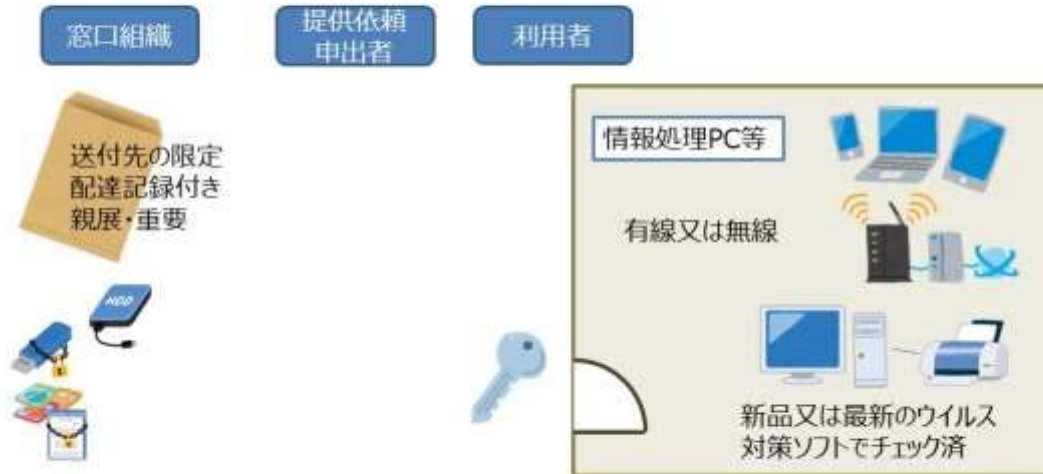 窓口組織
提供依頼
申出者
利用者
送付先の限定
配達記録付き
親展・重要
HDD
情報処理PC等
有線又は無線
新品又は最新のウイルス
対策ソフトでチェック済